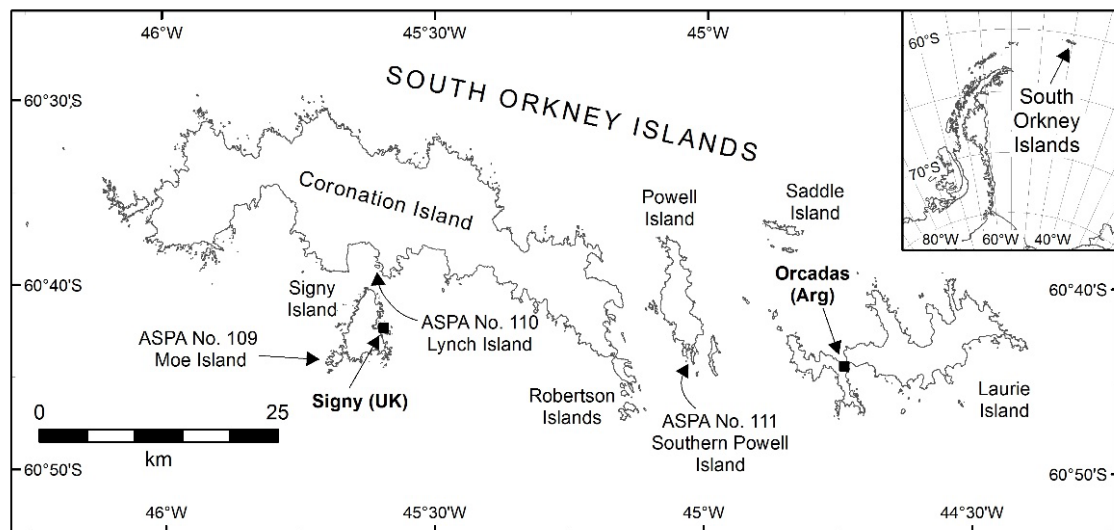 46°W
45°30'W
45°W
60°30'S
SOUTH ORKNEY ISLANDS
60°S
South
Orkney
Islands
70°S
80°W
60°W
40°W
Coronation Island
Powell
Island
Saddle
Island
60°40'S
Signy
Island
Orcadas
(Arg)
60°40'S
ASPA No. 109
Moe Island
ASPA No. 110
Lynch Island
Signy (UK)
Robertson
Islands
ASPA No. 111
Southern Powell
Island
Laurie
Island
0
25
km
60°50'S
60°50'S
46°W
45°30'W
45°W
44°30'W